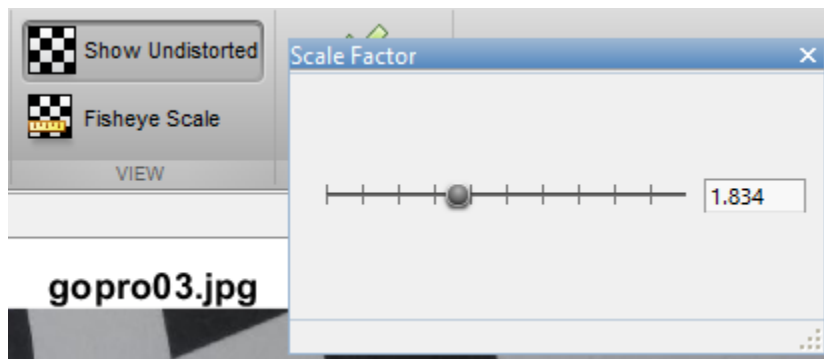 Show Undistorted
Scale Factor
Fisheye Scale
VIEW
1.834
gopro03.jpg